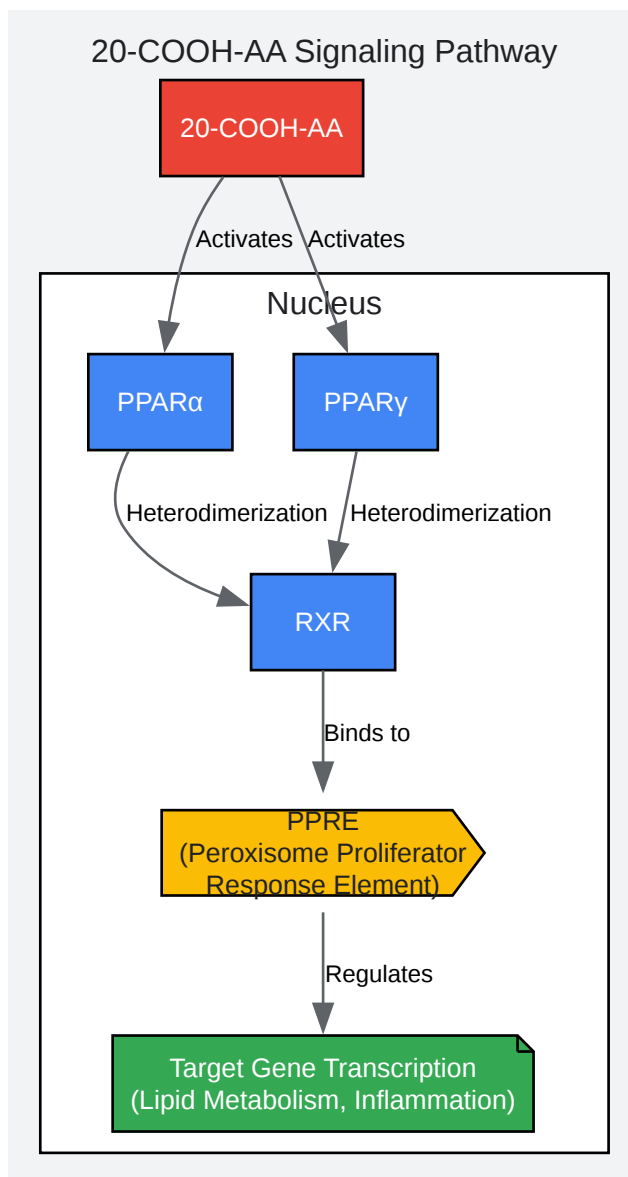 20-COOH-AA Signaling Pathway
20-COOH-AA
Activates
Activates
Nucleus
PPARα
PPARγ
Heterodimerization
Heterodimerization
RXR
Binds to
PPRE
(Peroxisome Proliferator
Response Element)
Regulates
Target Gene Transcription
(Lipid Metabolism, Inflammation)